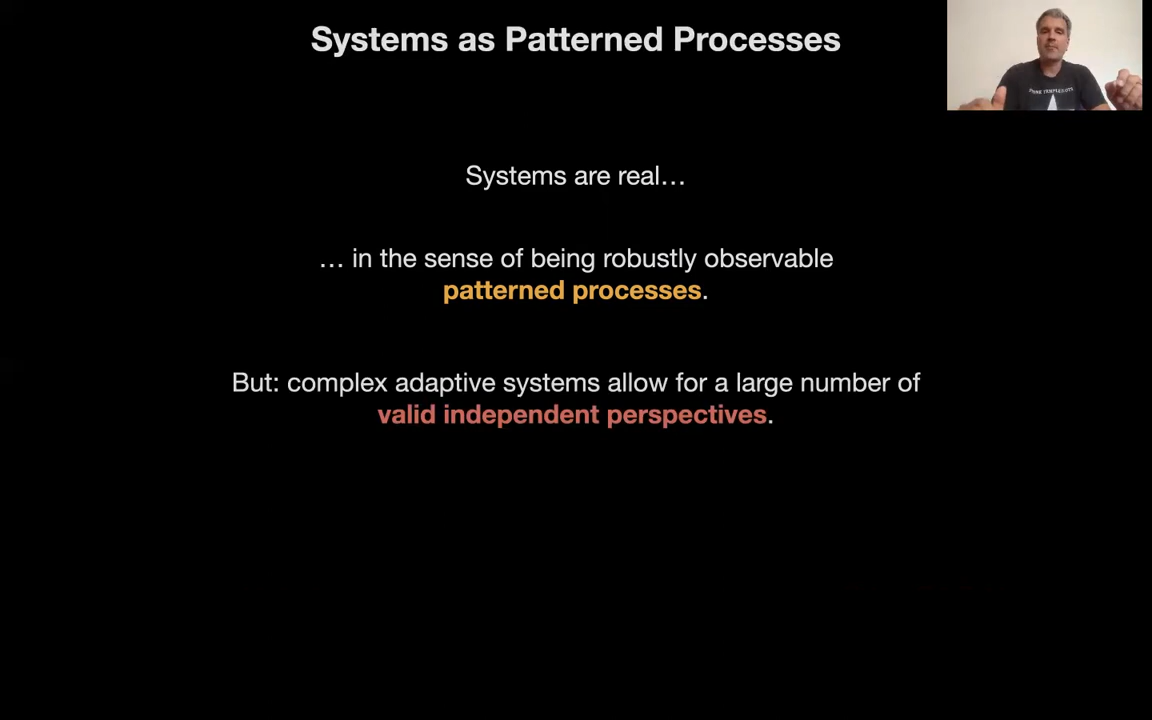 Systems as Patterned Processes
Systems are real…
… in the sense of being robustly observable
patterned processes.
But: complex adaptive systems allow for a large number of
valid independent perspectives.